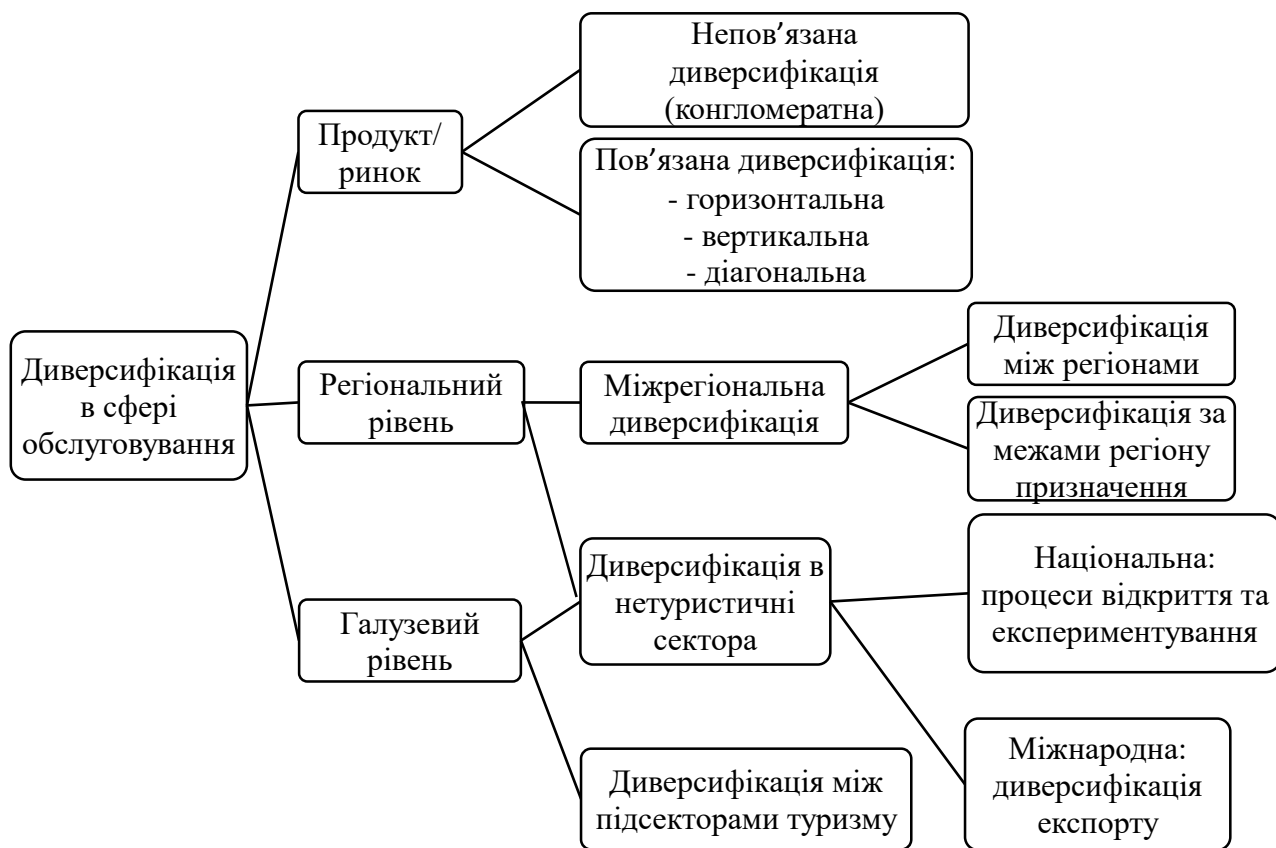 Непов’язана
диверсифікація
(конгломератна)
Продукт/
ринок
Пов’язана диверсифікація:
- горизонтальна
- вертикальна
- діагональна
Диверсифікація
в сфері
обслуговування
Регіональний
рівень
Міжрегіональна
диверсифікація
Диверсифікація
між регіонами
Диверсифікація за
межами регіону
призначення
Галузевий
рівень
Диверсифікація в
нетуристичні
сектора
Національна:
процеси відкриття та
експериментування
Диверсифікація між
підсекторами туризму
Міжнародна:
диверсифікація
експорту